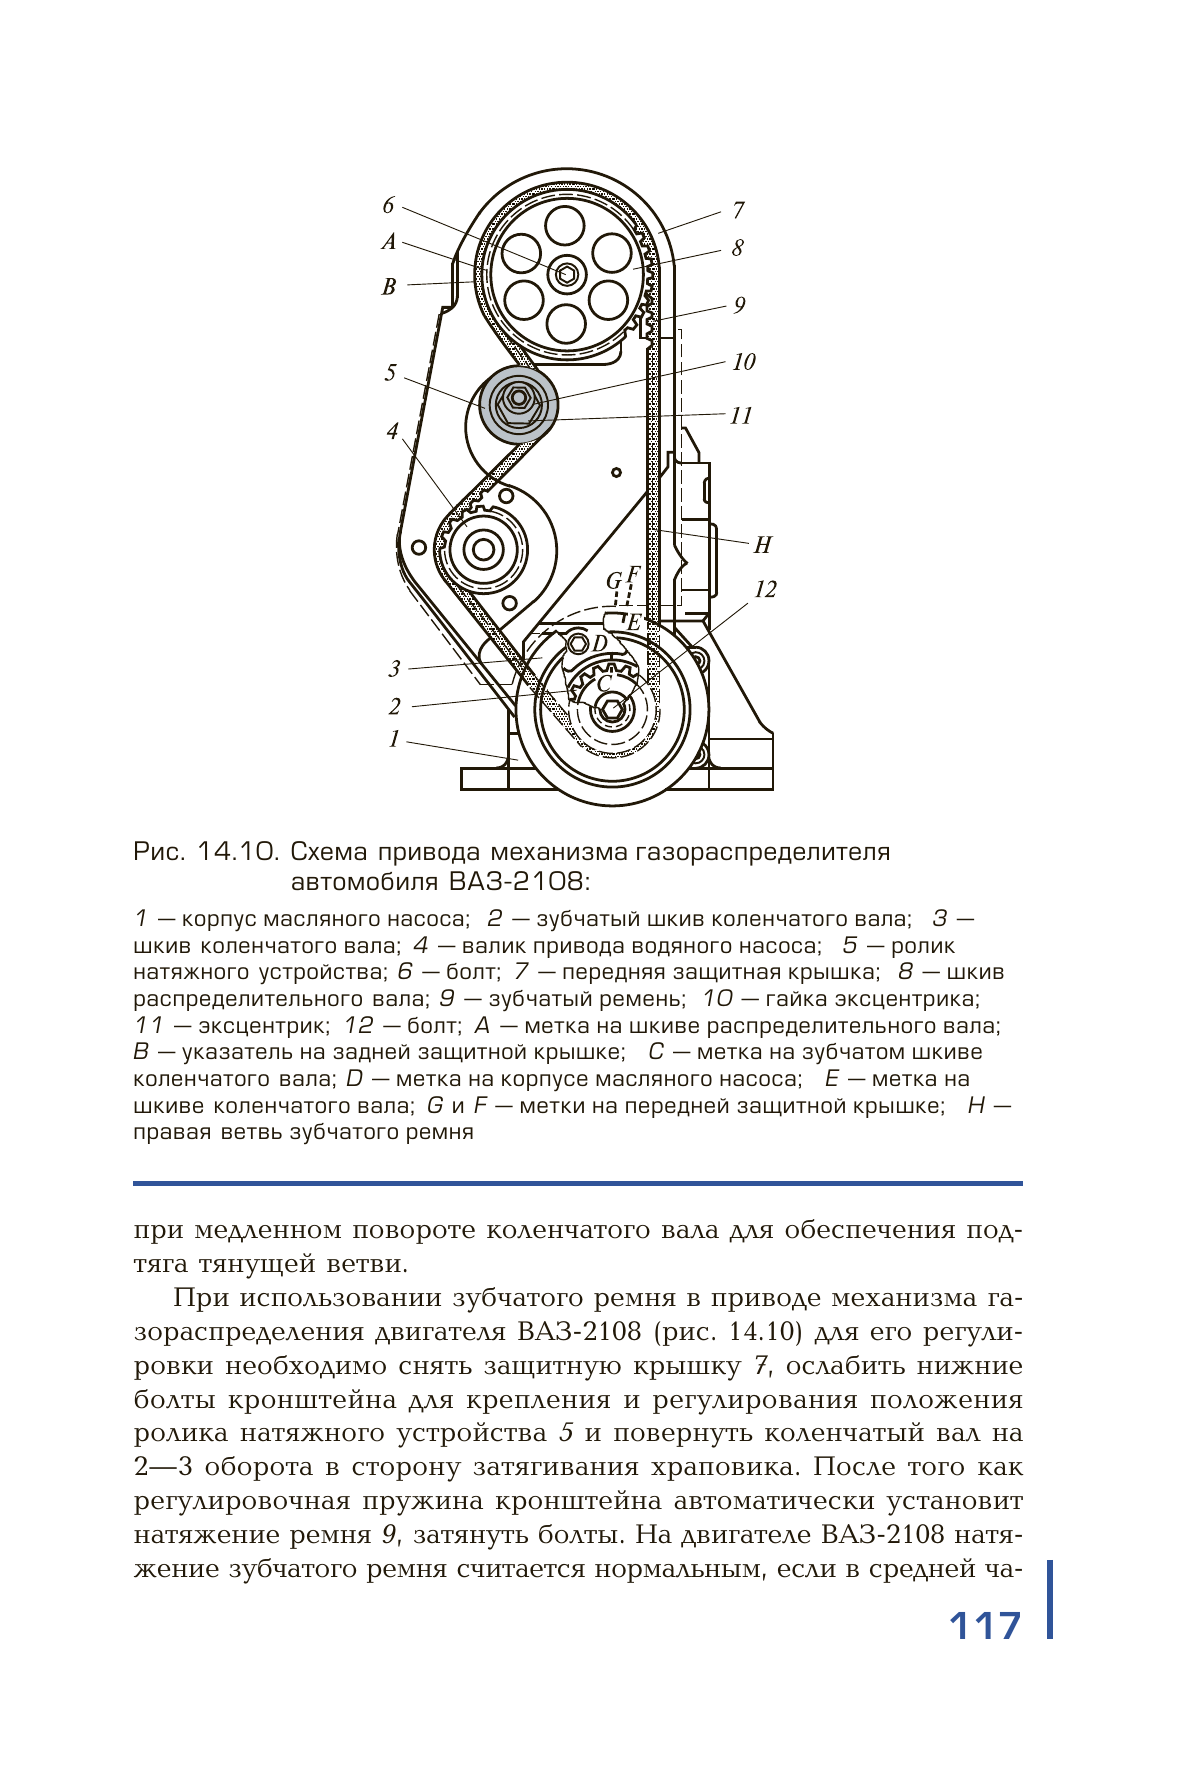 6
A
B
5
4
3
2
1
7
8
9
10
11
H
12
G F
E
D
C
Рис. 14.10. Схема привода механизма газораспределителя
автомобиля ВАЗ-2108:
1 — корпус масляного насоса; 2 — зубчатый шкив коленчатого вала; 3 —
шкив коленчатого вала; 4 — валик привода водяного насоса; 5 — ролик
натяжного устройства; 6 — болт; 7 — передняя защитная крышка; 8 — шкив
распределительного вала; 9 — зубчатый ремень; 10 — гайка эксцентрика;
11 — эксцентрик; 12 — болт; A — метка на шкиве распределительного вала;
B — указатель на задней защитной крышке; C — метка на зубчатом шкиве
коленчатого вала; D — метка на корпусе масляного насоса; E — метка на
шкиве коленчатого вала; G и F — метки на передней защитной крышке; H —
правая ветвь зубчатого ремня
при медленном повороте коленчатого вала для обеспечения под-
тяга тянущей ветви.
При использовании зубчатого ремня в приводе механизма га-
зораспределения двигателя ВАЗ-2108 (рис. 14.10) для его регули-
ровки необходимо снять защитную крышку 7, ослабить нижние
болты кронштейна для крепления и регулирования положения
ролика натяжного устройства 5 и повернуть коленчатый вал на
2—3 оборота в сторону затягивания храповика. После того как
регулировочная пружина кронштейна автоматически установит
натяжение ремня 9, затянуть болты. На двигателе ВАЗ-2108 натя-
жение зубчатого ремня считается нормальным, если в средней ча-
117